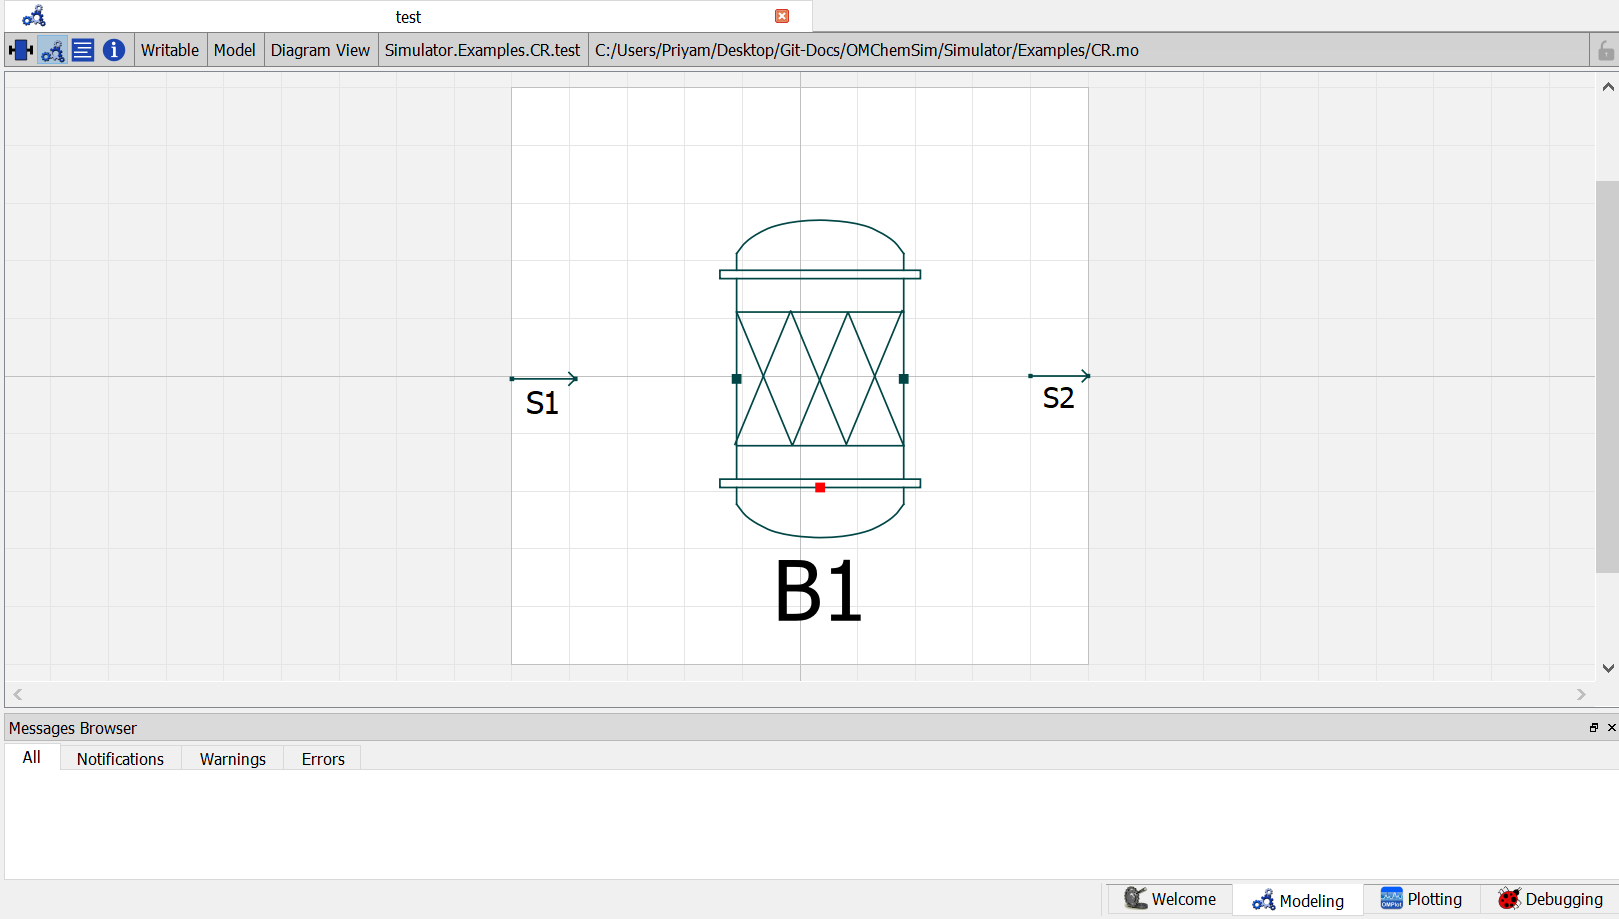 test
Writable Model Diagram View Simulator.Examples.CR.test C:/Users/Priyam/Desktop/Git-Docs/OMChemSim/Simulator/Examples/CR.mo
S1
S2
B1
Messages Browser
All Notifications Warnings Errors
Welcome Modeling Plotting Debugging